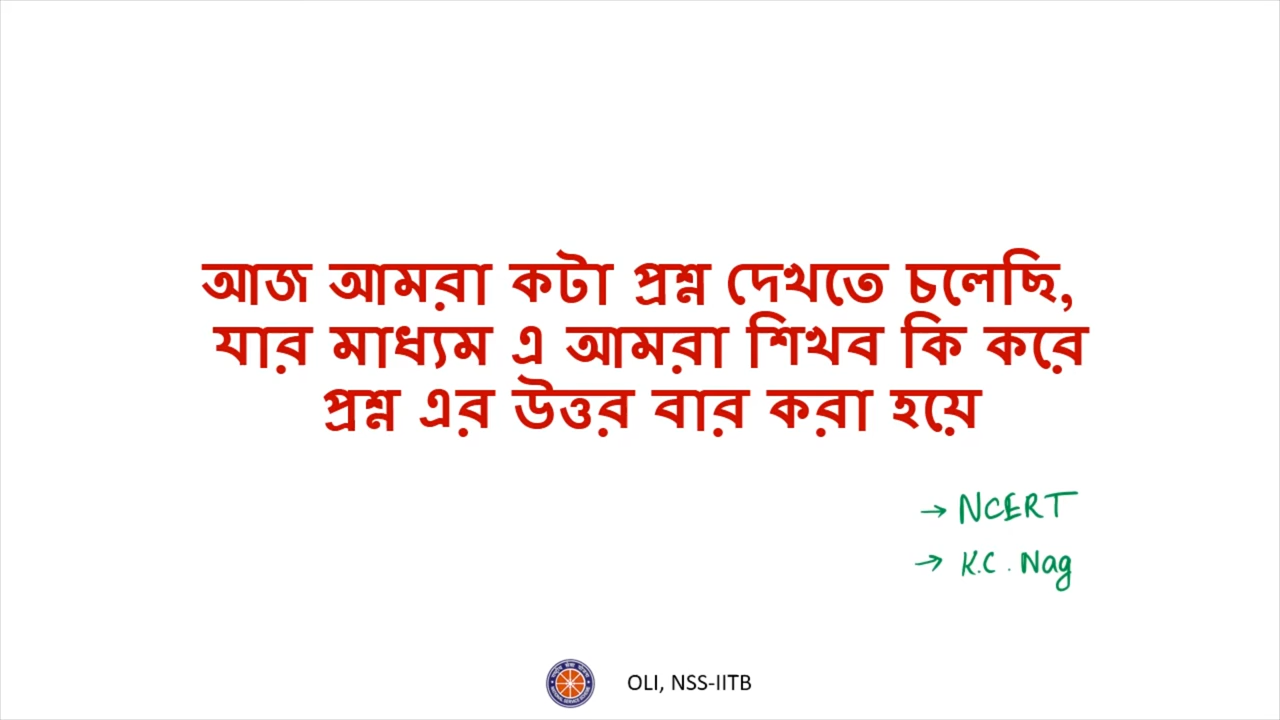 আজ আমরা কটা প্রশ্ন দেখতে চলেছি,
যার মাধ্যম এ আমরা শিখব কি করে
প্রশ্ন এর উত্তর বার করা হয়ে
→ NCERT
→ K.C. Nag
OLI, NSS-IITB